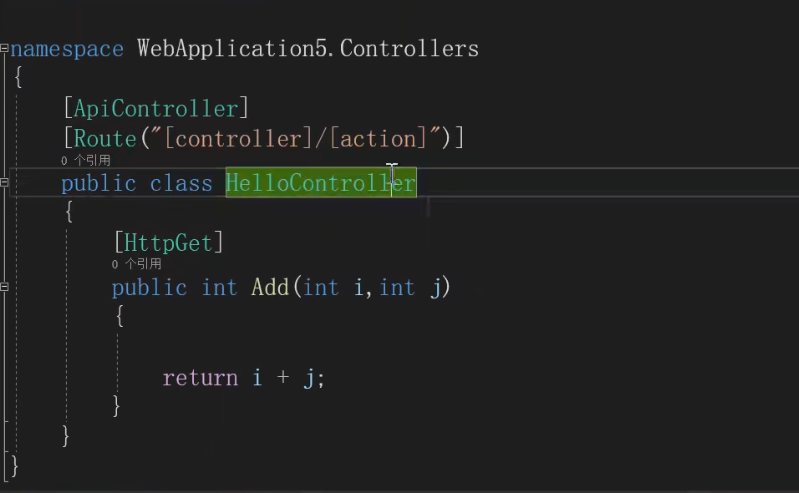 namespace WebApplication5.Controllers
{
[ApiController]
[Route("[controller]/[action]")]
0 个引用
public class HelloController
{
[HttpGet]
0 个引用
public int Add(int i,int j)
{
return i + j;
}
}
}